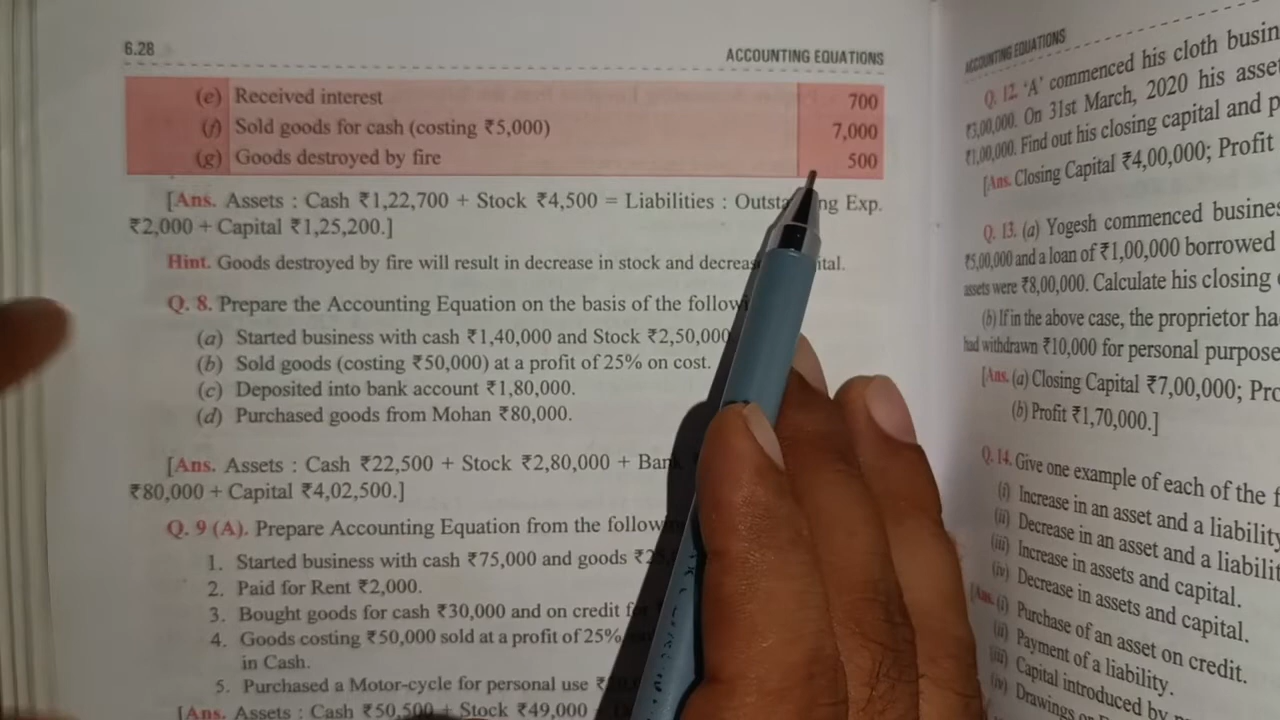 6.28
ACCOUNTING EQUATIONS
(e) Received interest 700
(f) Sold goods for cash (costing ₹5,000) 7,000
(g) Goods destroyed by fire 500
[Ans. Assets : Cash ₹1,22,700 + Stock ₹4,500 = Liabilities : Exp.
₹2,000 + Capital ₹1,25,200.]
Hint. Goods destroyed by fire will result in decrease in stock and
Q. 8. Prepare the Accounting Equation on the basis of the
(a) Started business with cash ₹1,40,000 and Stock ₹2,50,000
(b) Sold goods (costing ₹50,000) at a profit of 25% on cost.
(c) Deposited into bank account ₹1,80,000.
(d) Purchased goods from Mohan ₹80,000.
[Ans. Assets : Cash ₹22,500 + Stock ₹2,80,000 +
₹80,000 + Capital ₹4,02,500.]
Q. 9 (A). Prepare Accounting Equation from the
1. Started business with cash ₹75,000 and goods
2. Paid for Rent ₹2,000.
3. Bought goods for cash ₹30,000 and on credit
4. Goods costing ₹50,000 sold at a profit of 25%
in Cash.
5. Purchased a Motor-cycle for personal use
[Ans. Assets : Cash ₹50,500 + Stock ₹49,000
ACCOUNTING EQUATIONS
Q. 12. 'A' commenced his cloth
₹3,00,000. On 31st March, 2020 his
₹1,00,000. Find out his closing capital and
[Ans. Closing Capital ₹4,00,000; Profit
Q. 13. (a) Yogesh commenced
₹5,00,000 and a loan of ₹1,00,000 borrowed
assets were ₹8,00,000. Calculate his closing
(b) If in the above case, the proprietor
had withdrawn ₹10,000 for personal
[Ans. (a) Closing Capital ₹7,00,000;
(b) Profit ₹1,70,000.]
Q. 14. Give one example of each of the
(i) Increase in an asset and a liability
(ii) Decrease in an asset and a
(iii) Increase in assets and capital.
(iv) Decrease in assets and capital.
[Ans. (i) Purchase of an asset on credit.
(ii) Payment of a liability.
(iii) Capital introduced by
(iv) Drawings